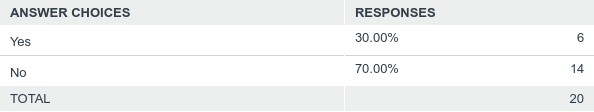 ANSWER CHOICES RESPONSES
Yes 30.00% 6
No 70.00% 14
TOTAL 20